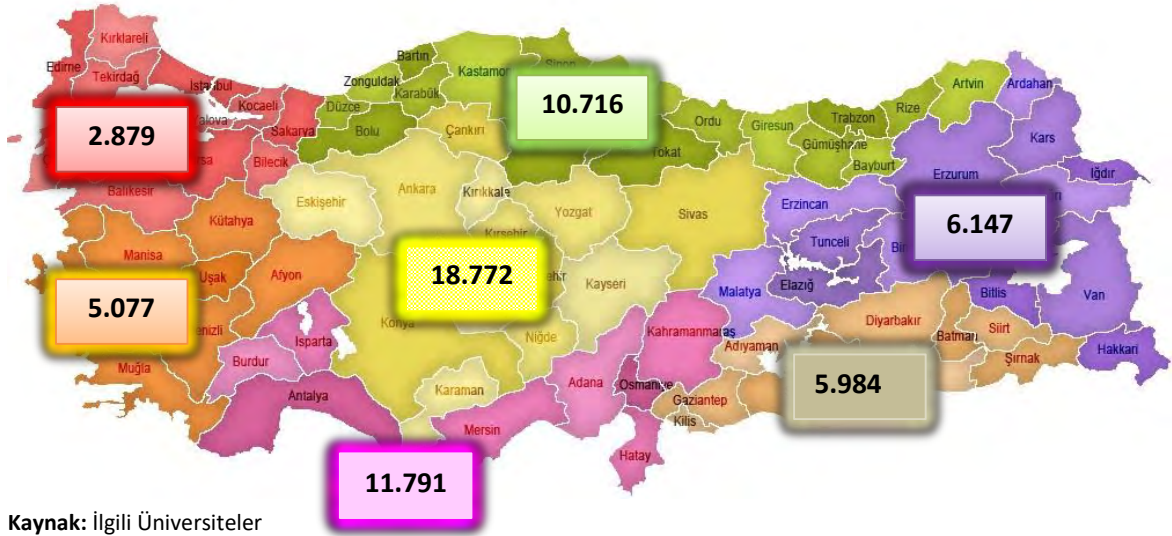 Kırklareli
Edirne
Tekirdağ
İstanbul
Kocaeli
Sakarya
Bilecik
Balıkesir
2.879
Bartın
Zonguldak
Karabük
Kastamon
Sinop
Düzce
Bolu
Çankırı
10.716
Ordu
Tokat
Giresun
Trabzon
Gümüşhane
Bayburt
Rize
Artvin
Ardahan
Kars
Iğdır
Erzurum
Erzincan
Tunceli
Elazığ
Malatya
Bitlis
Van
Hakkari
6.147
Eskişehir
Ankara
Kırıkkale
Kırşehir
Yozgat
Sivas
Kayseri
Niğde
Konya
Karaman
18.772
Kütahya
Manisa
Uşak
Afyon
Muğla
5.077
Isparta
Burdur
Antalya
Mersin
Adana
Osmaniye
Kahramanmaraş
Hatay
11.791
Adıyaman
Gaziantep
Kilis
Diyarbakır
Batman
Siirt
Şırnak
5.984
Kaynak: İlgili Üniversiteler